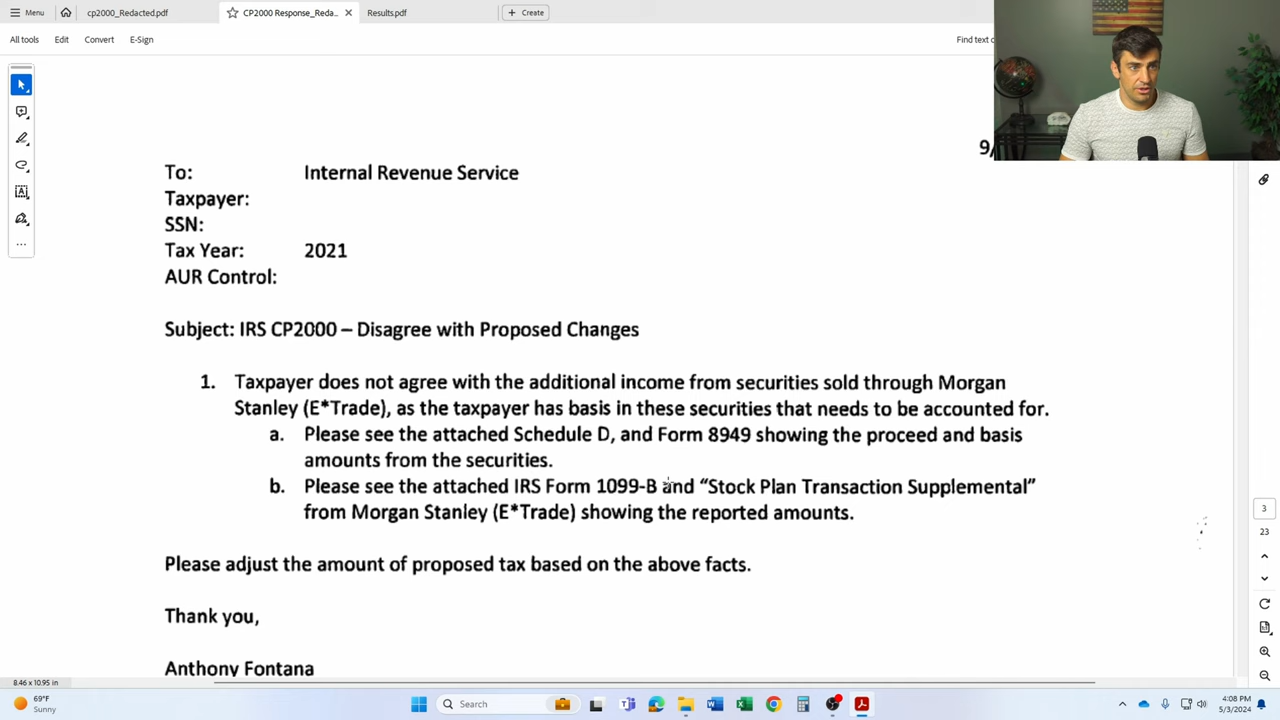 Menu
cp2000_Redacted.pdf
CP2000 Response_Reda...
Results.pdf
Create
All tools
Edit
Convert
E-Sign
Find text
9/
To: Internal Revenue Service
Taxpayer:
SSN:
Tax Year: 2021
AUR Control:
Subject: IRS CP2000 – Disagree with Proposed Changes
1. Taxpayer does not agree with the additional income from securities sold through Morgan
Stanley (E*Trade), as the taxpayer has basis in these securities that needs to be accounted for.
a. Please see the attached Schedule D, and Form 8949 showing the proceed and basis
amounts from the securities.
b. Please see the attached IRS Form 1099-B and “Stock Plan Transaction Supplemental”
from Morgan Stanley (E*Trade) showing the reported amounts.
Please adjust the amount of proposed tax based on the above facts.
Thank you,
Anthony Fontana
3
23
8.46 x 10.95 in
69°F
Sunny
Search
4:08 PM
5/3/2024